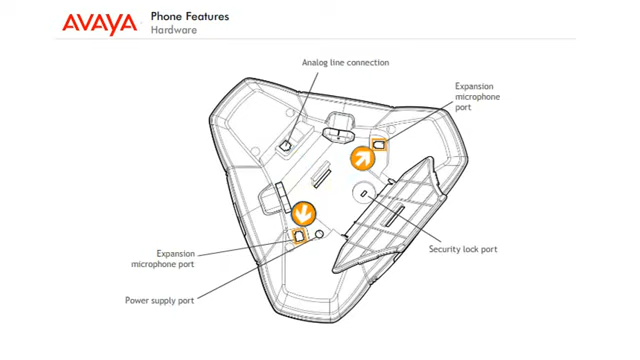 AVAYA
Phone Features
Hardware
Analog line connection
Expansion
microphone
port
Expansion
microphone port
Security lock port
Power supply port